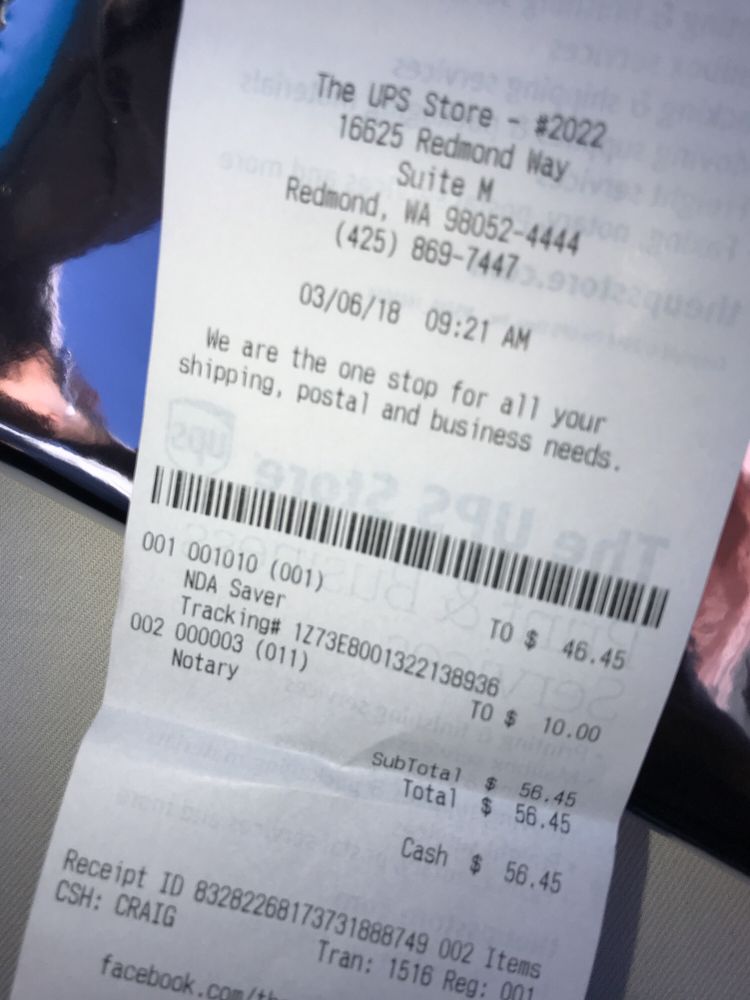 The UPS Store - #2022
16625 Redmond Way
Suite M
Redmond, WA 98052-4444
(425) 869-7447
03/06/18 09:21 AM
We are the one stop for all your
shipping, postal and business needs.
001 001010 (001) TO $ 46.45
NDA Saver
Tracking# 1Z73E8001322138936
002 000003 (011) TO $ 10.00
Notary
SubTotal $ 56.45
Total $ 56.45
Cash $ 56.45
Receipt ID 83282268173731888749 002 Items
CSH: CRAIG Tran: 1516 Reg: 001
facebook.com/